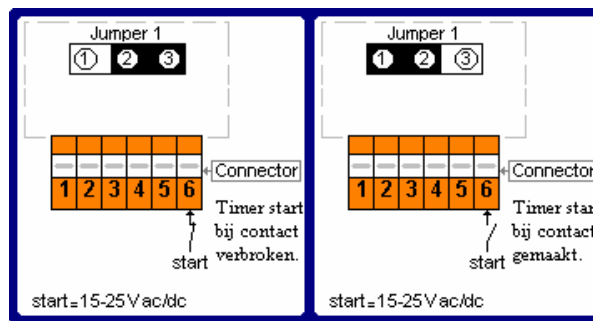 Jumper 1
1 2 3
1 2 3 4 5 6
Connector
Timer start
bij contact
verbroken.
start
start=15-25Vac/dc
Jumper 1
1 2 3
1 2 3 4 5 6
Connector
Timer start
bij contact
gemaakt.
start
start=15-25Vac/dc